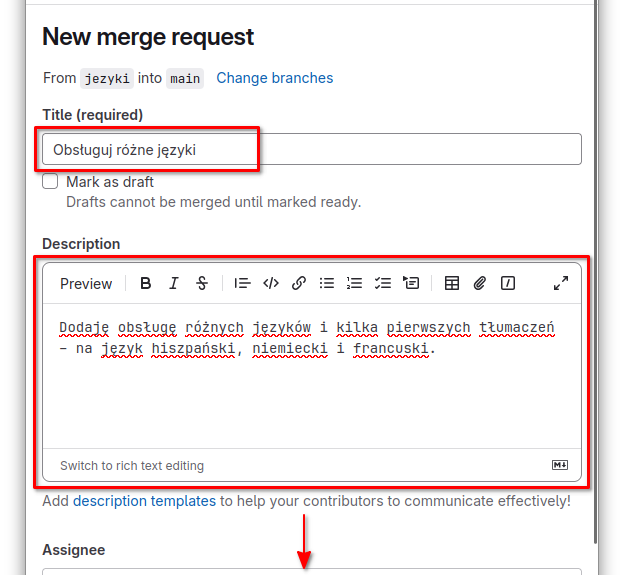 New merge request
From jezyki into main Change branches
Title (required)
Obsługuj różne języki
Mark as draft
Drafts cannot be merged until marked ready.
Description
Preview B I S
Dodaję obsługę różnych języków i kilka pierwszych tłumaczeń
– na język hiszpański, niemiecki i francuski.
Switch to rich text editing
Add description templates to help your contributors to communicate effectively!
Assignee